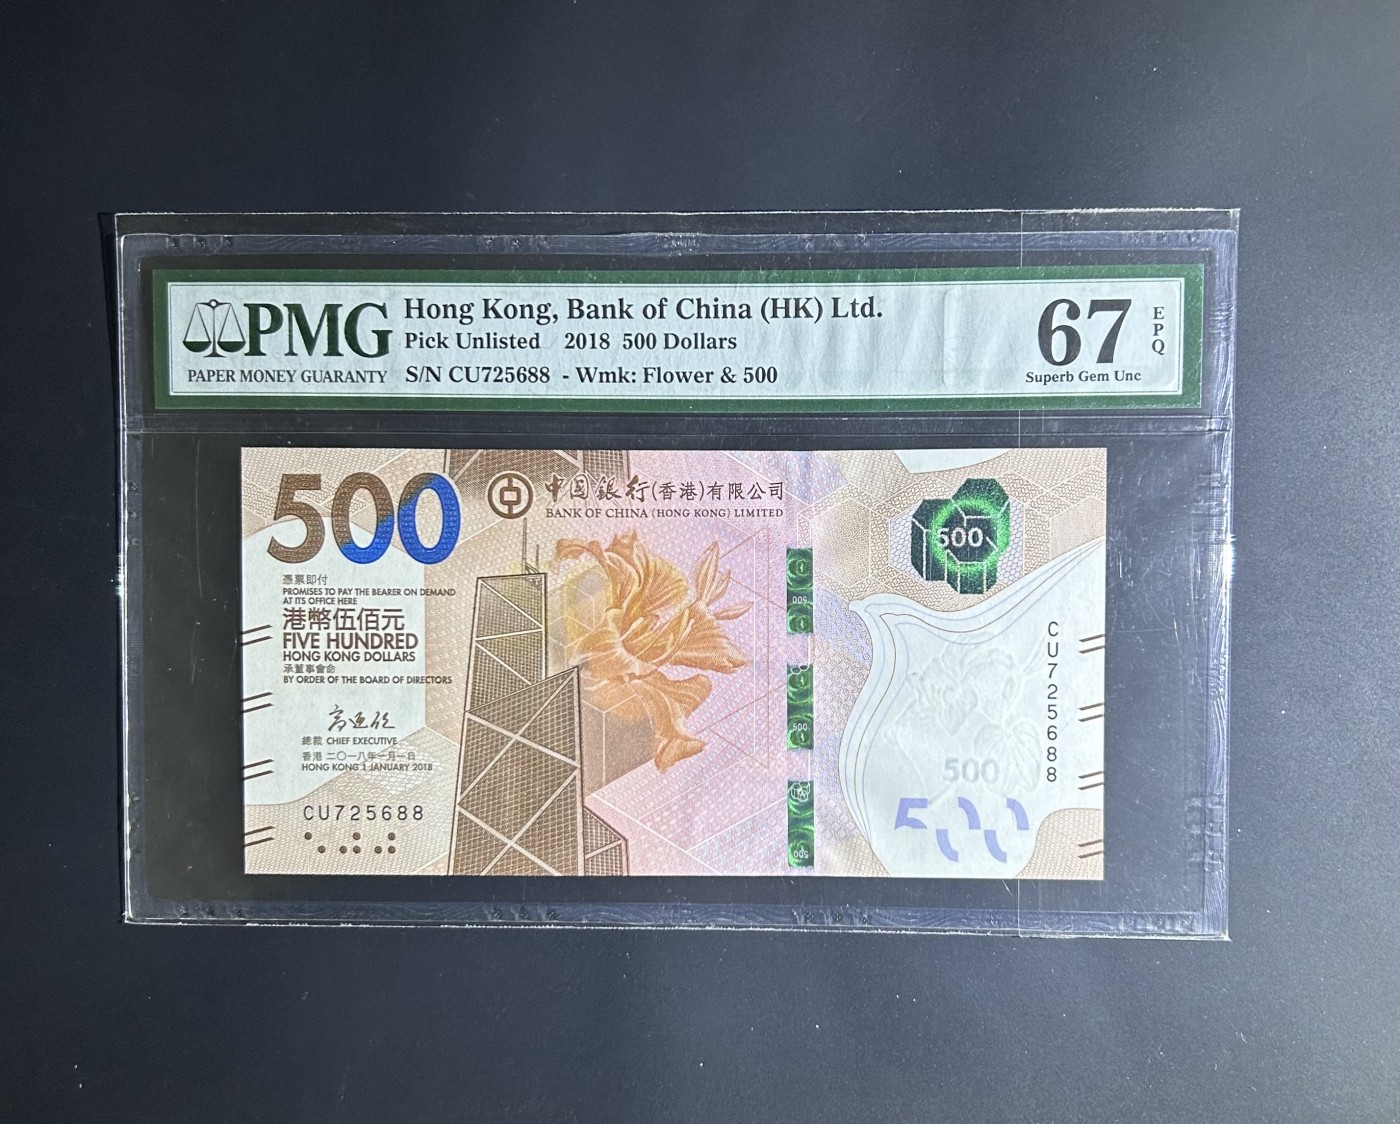 PMG
PAPER MONEY GUARANTY
Hong Kong, Bank of China (HK) Ltd.
Pick Unlisted 2018 500 Dollars
S/N CU725688 - Wmk: Flower & 500
67
EPQ
Superb Gem Unc
500
中国銀行(香港)有限公司
BANK OF CHINA (HONG KONG) LIMITED
憑票即付
PROMISES TO PAY THE BEARER ON DEMAND
AT ITS OFFICE HERE
港幣伍佰元
FIVE HUNDRED
HONG KONG DOLLARS
承董事會命
BY ORDER OF THE BOARD OF DIRECTORS
總裁 CHIEF EXECUTIVE
香港 二〇一八年一月一日
HONG KONG 1 JANUARY 2018
CU725688
500
500
500
500
CU725688
500
500